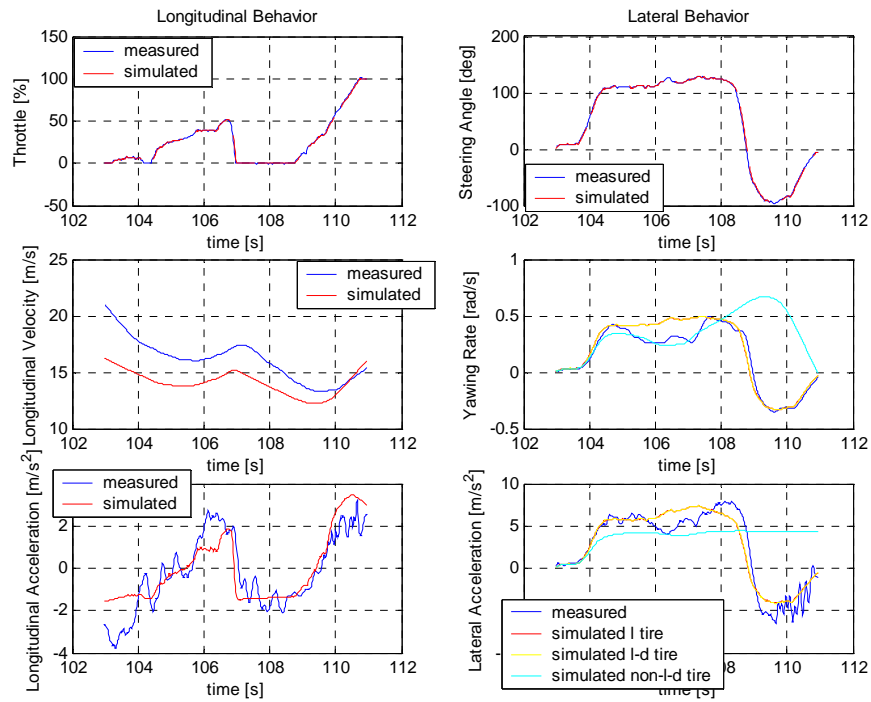 Longitudinal Behavior
150
100
50
0
-50
Throttle [%]
measured
simulated
102 104 106 108 110 112
time [s]
Lateral Behavior
200
100
0
-100
Steering Angle [deg]
measured
simulated
102 104 106 108 110 112
time [s]
25
20
15
10
Longitudinal Velocity [m/s]
measured
simulated
102 104 106 108 110 112
time [s]
1
0.5
0
-0.5
Yawing Rate [rad/s]
102 104 106 108 110 112
time [s]
2
0
-2
-4
Longitudinal Acceleration [m/s²]
measured
simulated
102 104 106 108 110 112
time [s]
10
5
0
Lateral Acceleration [m/s²]
measured
simulated l tire
simulated l-d tire
simulated non-l-d tire
108 110 112
time [s]